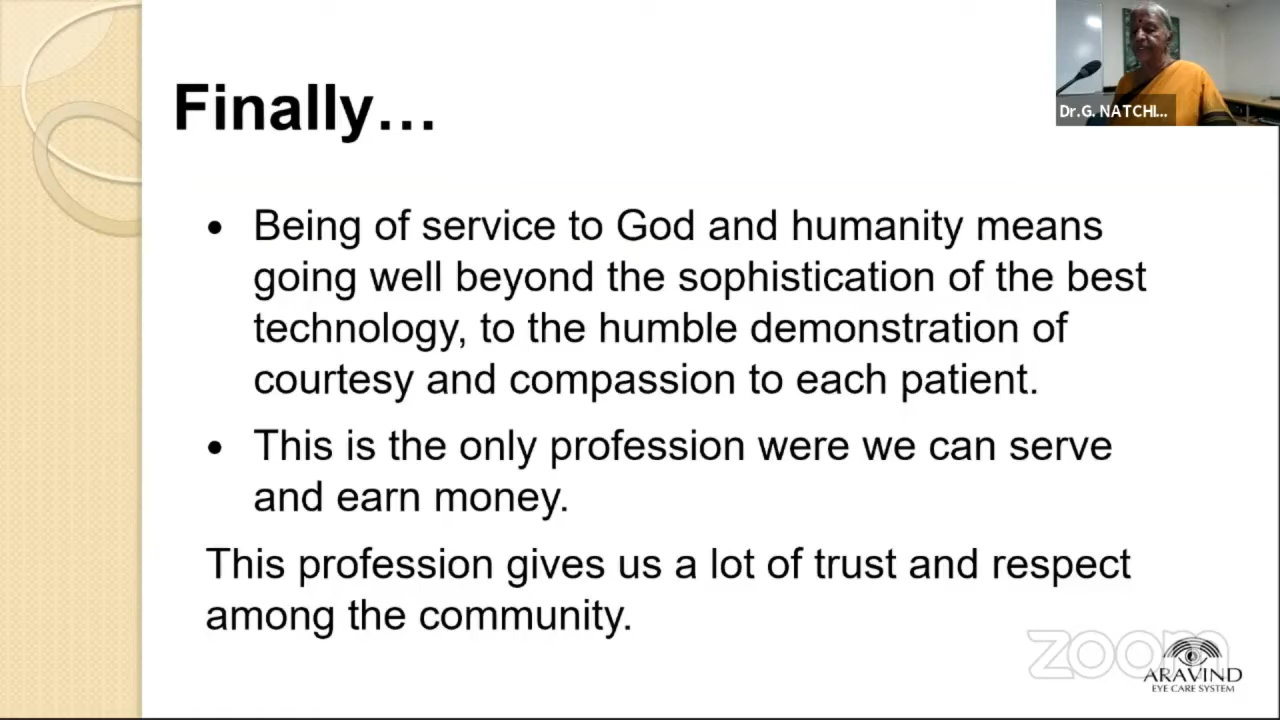 Finally…
Dr.G. NATCHI...
• Being of service to God and humanity means
going well beyond the sophistication of the best
technology, to the humble demonstration of
courtesy and compassion to each patient.
• This is the only profession were we can serve
and earn money.
This profession gives us a lot of trust and respect
among the community.
zoom
ARAVIND
EYE CARE SYSTEM